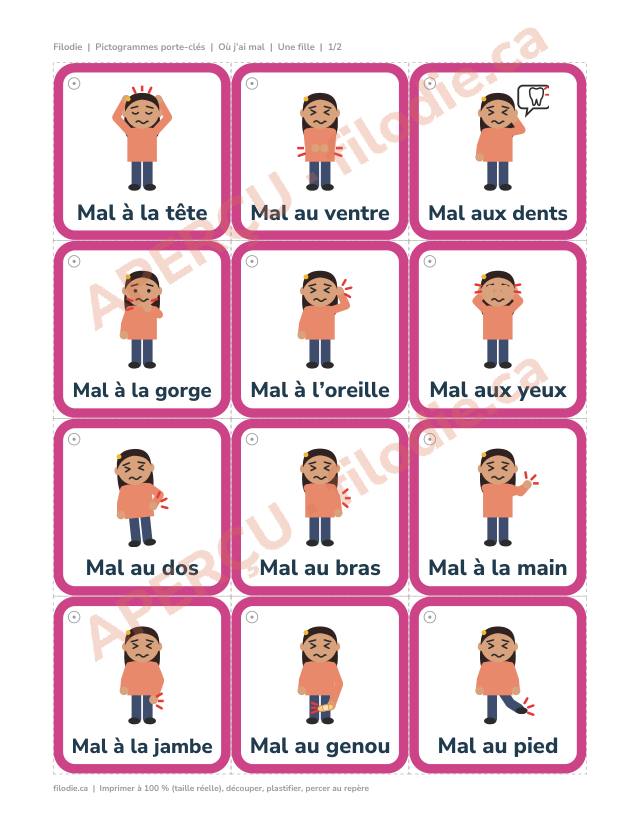 Filodie | Pictogrammes porte-clés | Où j'ai mal | Une fille | 1/2
Mal à la tête
Mal au ventre
Mal aux dents
APERÇU · filodie.ca
Mal à la gorge
Mal à l'oreille
Mal aux yeux
Mal au dos
Mal au bras
Mal à la main
APERÇU · filodie.ca
Mal à la jambe
Mal au genou
Mal au pied
filodie.ca | Imprimer à 100 % (taille réelle), découper, plastifier, percer au repère